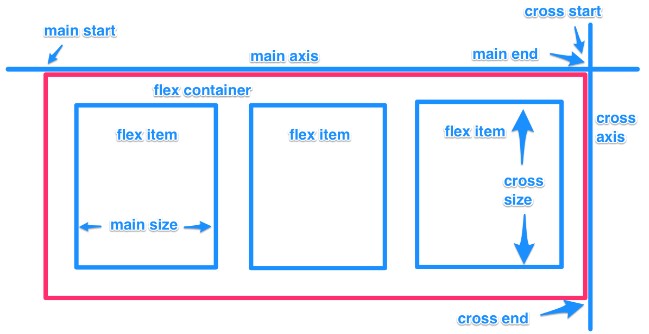 cross start
main start
main axis
main end
flex container
cross
axis
flex item
flex item
flex item
cross
size
main size
cross end